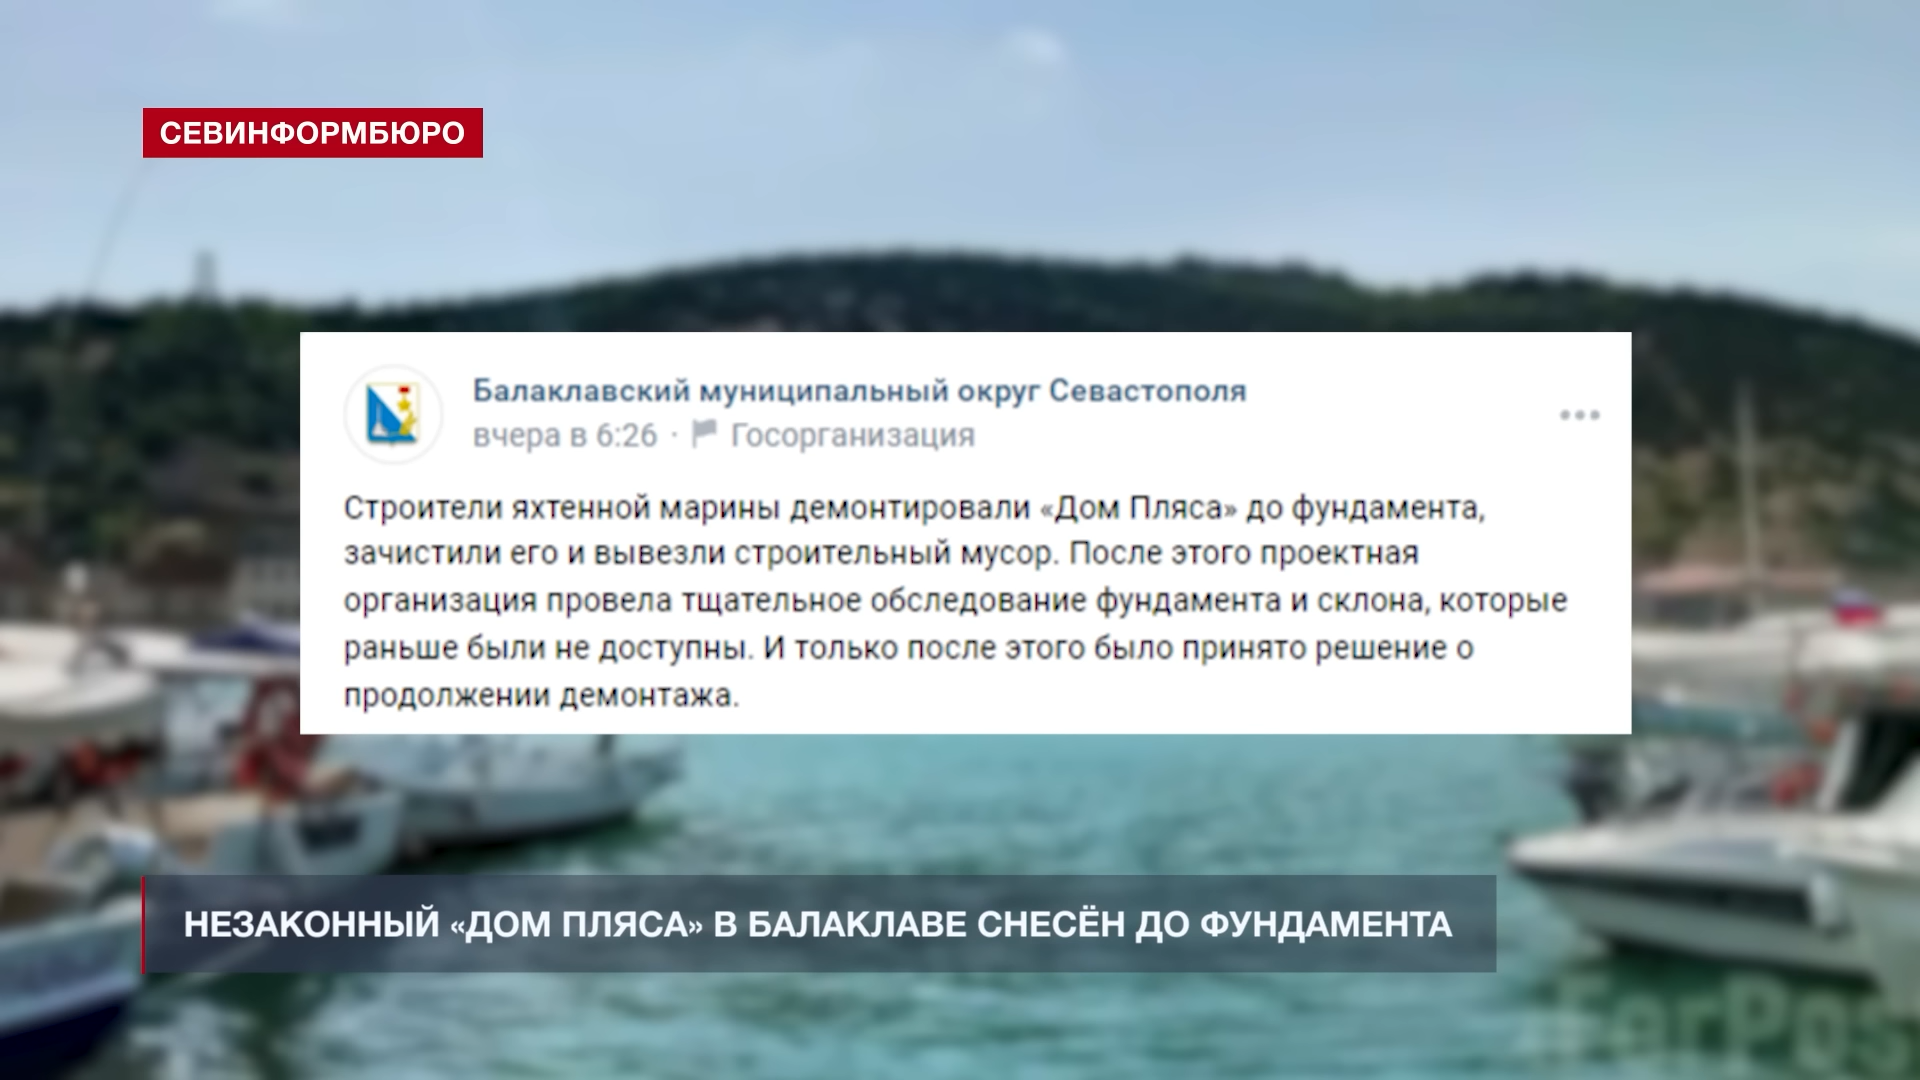 СЕВИНФОРМБЮРО
Балаклавский муниципальный округ Севастополя
вчера в 6:26 · Госорганизация
Строители яхтенной марины демонтировали «Дом Пляса» до фундамента,
зачистили его и вывезли строительный мусор. После этого проектная
организация провела тщательное обследование фундамента и склона, которые
раньше были не доступны. И только после этого было принято решение о
продолжении демонтажа.
НЕЗАКОННЫЙ «ДОМ ПЛЯСА» В БАЛАКЛАВЕ СНЕСЁН ДО ФУНДАМЕНТА